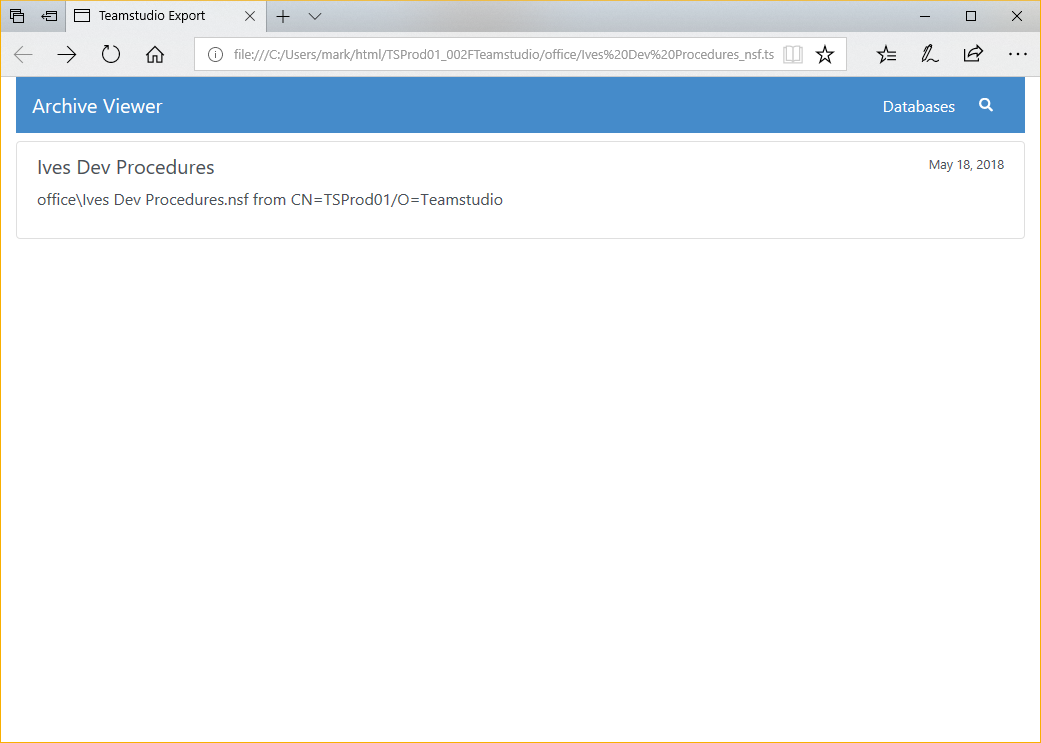 Teamstudio Export
file:///C:/Users/mark/html/TSProd01_002FTeamstudio/office/Ives%20Dev%20Procedures_nsf.ts
Archive Viewer
Databases
Ives Dev Procedures
May 18, 2018
office\Ives Dev Procedures.nsf from CN=TSProd01/O=Teamstudio